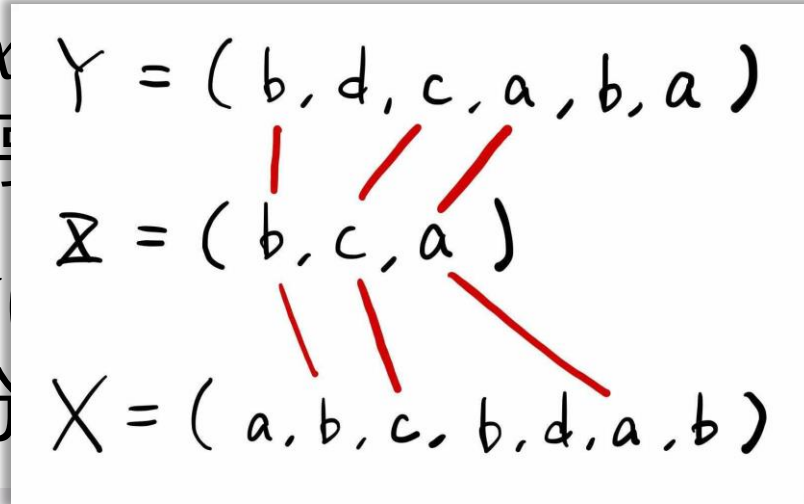 Y = ( b, d, c, a, b, a )
Z = ( b, c, a )
X = ( a, b, c, b, d, a, b )